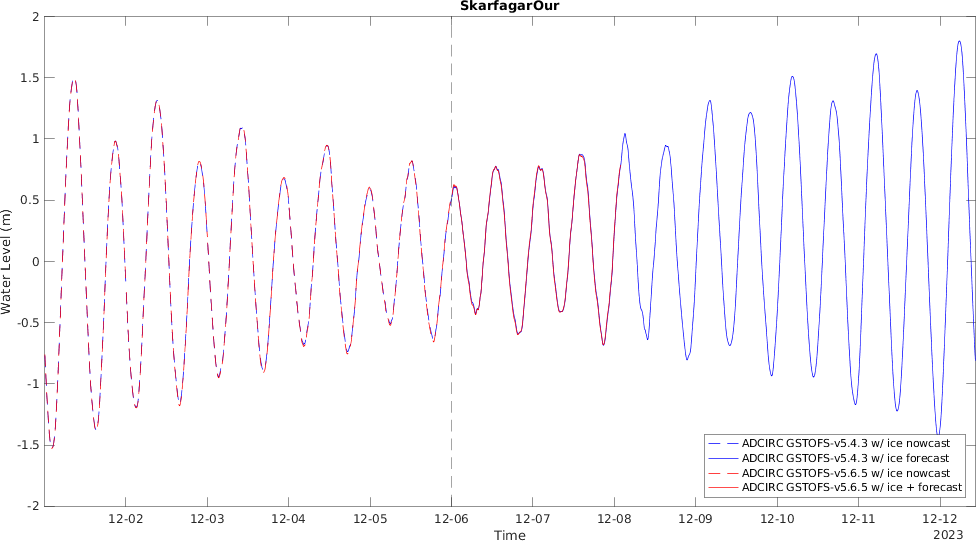 SkarfagarOur
2
1.5
1
0.5
0
-0.5
-1
-1.5
-2
Water Level (m)
12-02 12-03 12-04 12-05 12-06 12-07 12-08 12-09 12-10 12-11 12-12
Time
2023
ADCIRC GSTOFS-v5.4.3 w/ ice nowcast
ADCIRC GSTOFS-v5.4.3 w/ ice forecast
ADCIRC GSTOFS-v5.6.5 w/ ice nowcast
ADCIRC GSTOFS-v5.6.5 w/ ice + forecast